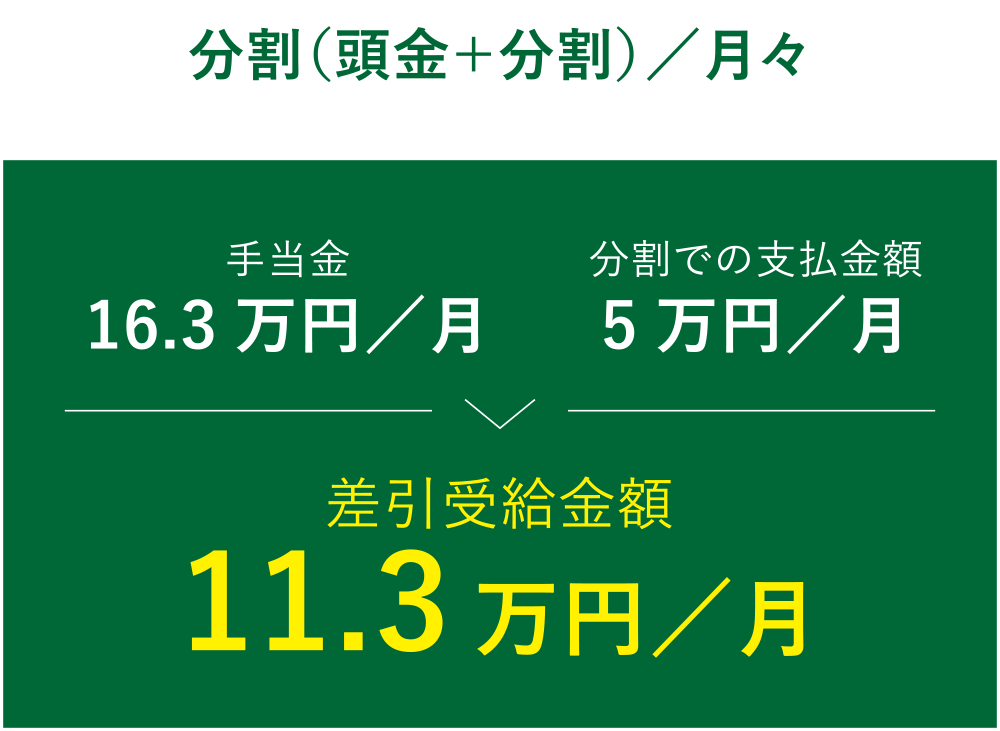 分割（頭金＋分割）／月々
手当金
16.3 万円／月
分割での支払金額
5 万円／月
差引受給金額
11.3 万円／月